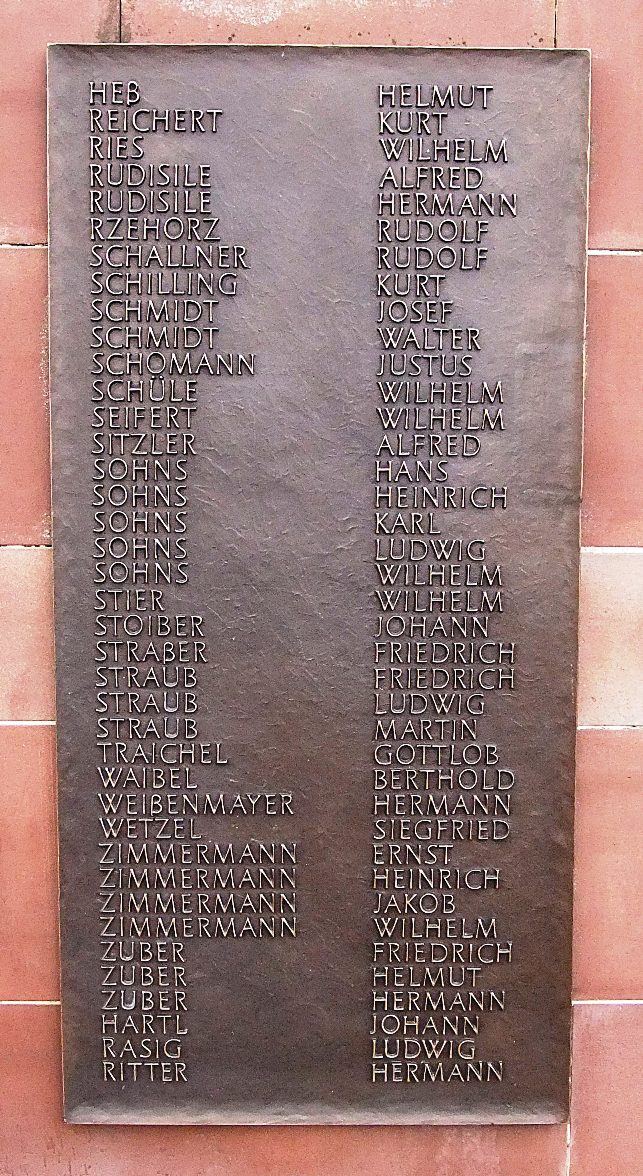 HEß HELMUT
REICHERT KURT
RIES WILHELM
RUDISILE ALFRED
RUDISILE HERMANN
RZEHORZ RUDOLF
SCHALLNER RUDOLF
SCHILLING KURT
SCHMIDT JOSEF
SCHMIDT WALTER
SCHOMANN JUSTUS
SCHÜLE WILHELM
SEIFERT WILHELM
SITZLER ALFRED
SOHNS HANS
SOHNS HEINRICH
SOHNS KARL
SOHNS LUDWIG
SOHNS WILHELM
STIER WILHELM
STOIBER JOHANN
STRAßER FRIEDRICH
STRAUB FRIEDRICH
STRAUB LUDWIG
STRAUB MARTIN
TRAICHEL GOTTLOB
WAIBEL BERTHOLD
WEIßENMAYER HERMANN
WETZEL SIEGFRIED
ZIMMERMANN ERNST
ZIMMERMANN HEINRICH
ZIMMERMANN JAKOB
ZIMMERMANN WILHELM
ZUBER FRIEDRICH
ZUBER HELMUT
ZUBER HERMANN
HARTL JOHANN
RASIG LUDWIG
RITTER HERMANN